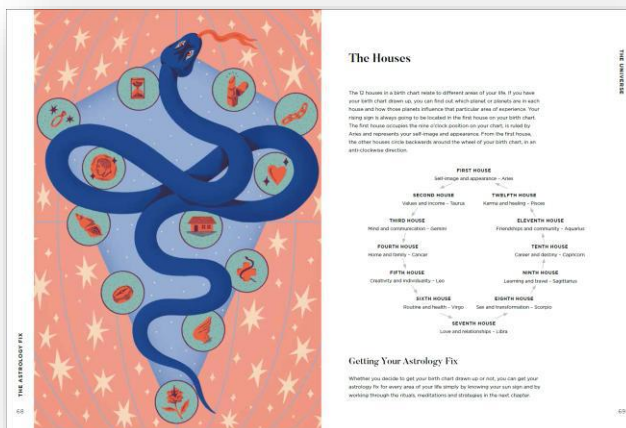 THE ASTROLOGY FIX
68
The Houses
The 12 houses in a birth chart relate to different areas of your life. If you have
your birth chart drawn up, you can find out which planet or planets are in each
house and how those planets influence that particular area of experience. Your
rising sign is always going to be located in the first house on your birth chart.
The first house occupies the nine o'clock position on your chart, is ruled by
Aries and represents your self-image and appearance. From the first house,
the other houses circle backwards around the wheel of your birth chart, in an
anti-clockwise direction.
FIRST HOUSE
Self-image and appearance – Aries
SECOND HOUSE
Values and income – Taurus
TWELFTH HOUSE
Karma and healing – Pisces
THIRD HOUSE
Mind and communication – Gemini
ELEVENTH HOUSE
Friendships and community – Aquarius
FOURTH HOUSE
Home and family – Cancer
TENTH HOUSE
Career and destiny – Capricorn
FIFTH HOUSE
Creativity and individuality – Leo
NINTH HOUSE
Learning and travel – Sagittarius
SIXTH HOUSE
Routine and health – Virgo
EIGHTH HOUSE
Sex and transformation – Scorpio
SEVENTH HOUSE
Love and relationships – Libra
Getting Your Astrology Fix
Whether you decide to get your birth chart drawn up or not, you can get your
astrology fix for every area of your life simply by knowing your sun sign and by
working through the rituals, meditations and strategies in the next chapter.
THE UNIVERSE
69